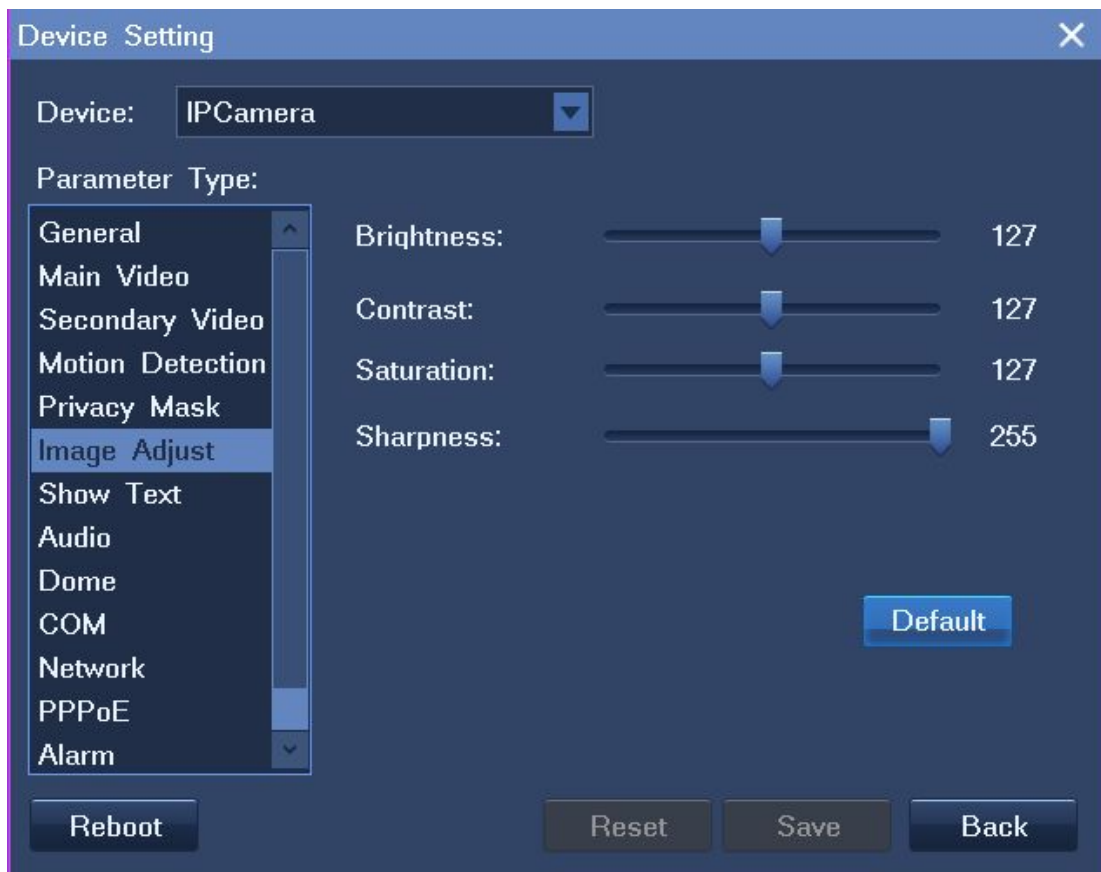 Device Setting
Device: IPCamera
Parameter Type:
General
Main Video
Secondary Video
Motion Detection
Privacy Mask
Image Adjust
Show Text
Audio
Dome
COM
Network
PPPoE
Alarm
Brightness: 127
Contrast: 127
Saturation: 127
Sharpness: 255
Default
Reboot Reset Save Back